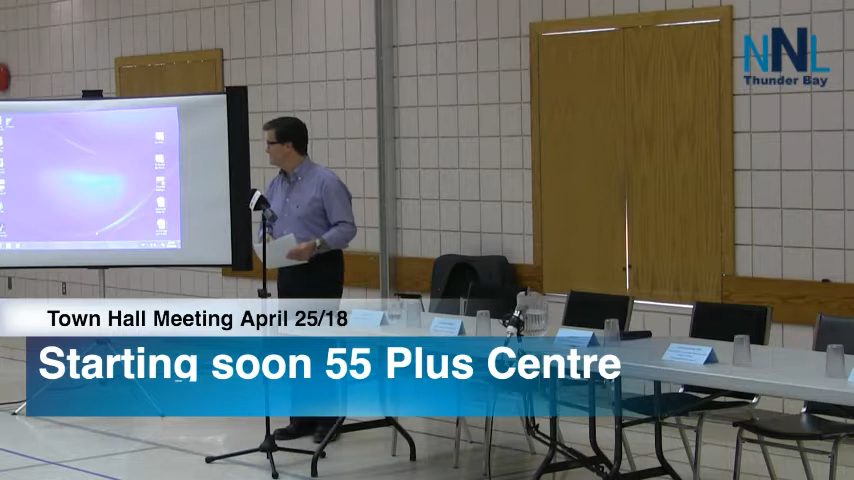 NNL
Thunder Bay
Town Hall Meeting April 25/18
Starting soon 55 Plus Centre